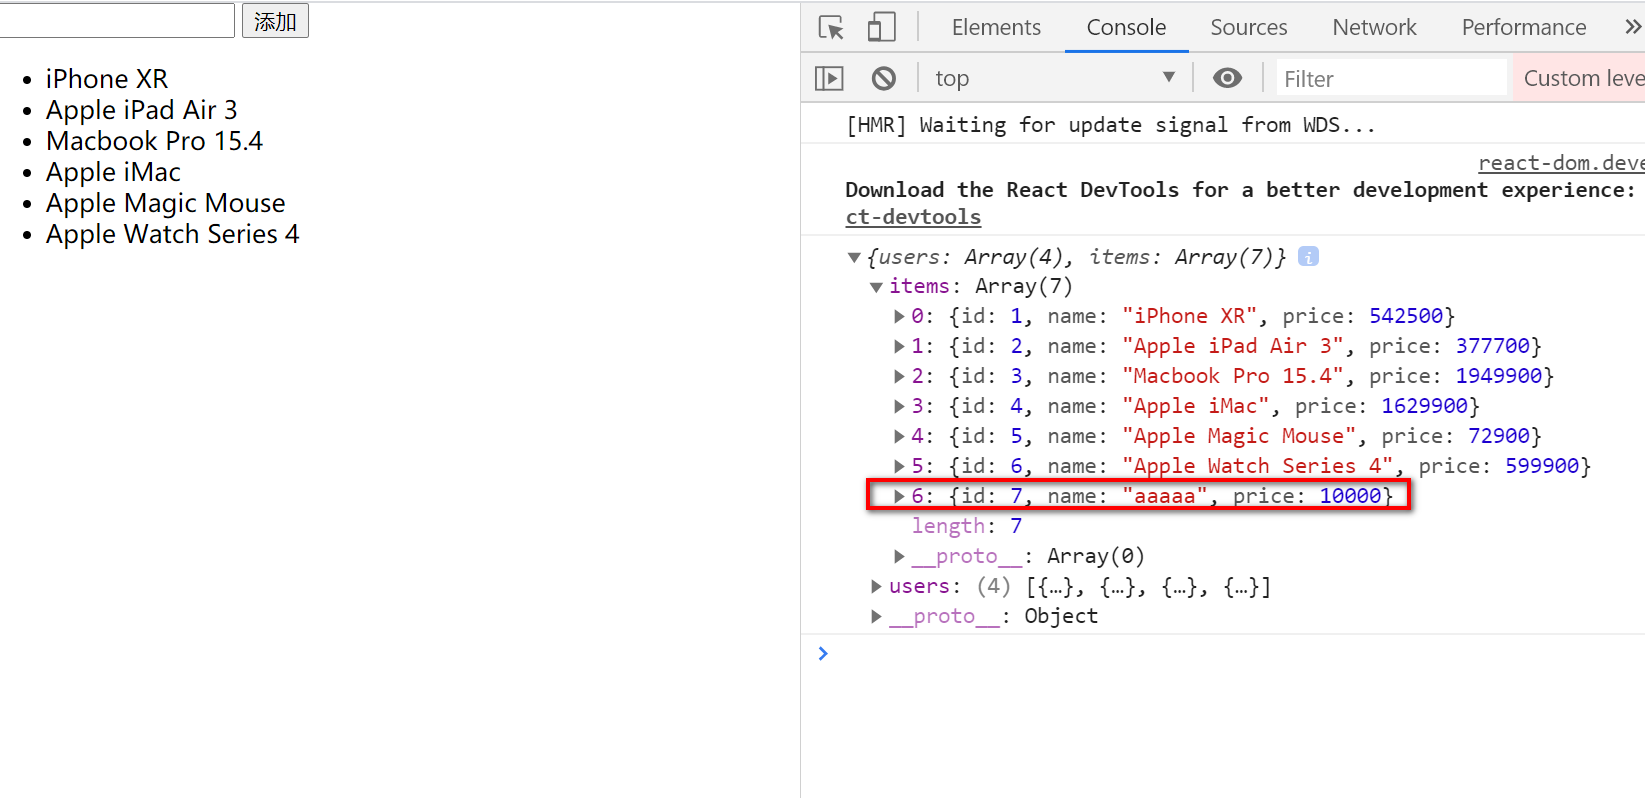 添加
iPhone XR
Apple iPad Air 3
Macbook Pro 15.4
Apple iMac
Apple Magic Mouse
Apple Watch Series 4
Elements Console Sources Network Performance »
top Filter Custom leve
[HMR] Waiting for update signal from WDS...
react-dom.deve
Download the React DevTools for a better development experience:
ct-devtools
{users: Array(4), items: Array(7)} i
items: Array(7)
0: {id: 1, name: "iPhone XR", price: 542500}
1: {id: 2, name: "Apple iPad Air 3", price: 377700}
2: {id: 3, name: "Macbook Pro 15.4", price: 1949900}
3: {id: 4, name: "Apple iMac", price: 1629900}
4: {id: 5, name: "Apple Magic Mouse", price: 72900}
5: {id: 6, name: "Apple Watch Series 4", price: 599900}
6: {id: 7, name: "aaaaa", price: 10000}
length: 7
__proto__: Array(0)
users: (4) [{…}, {…}, {…}, {…}]
__proto__: Object